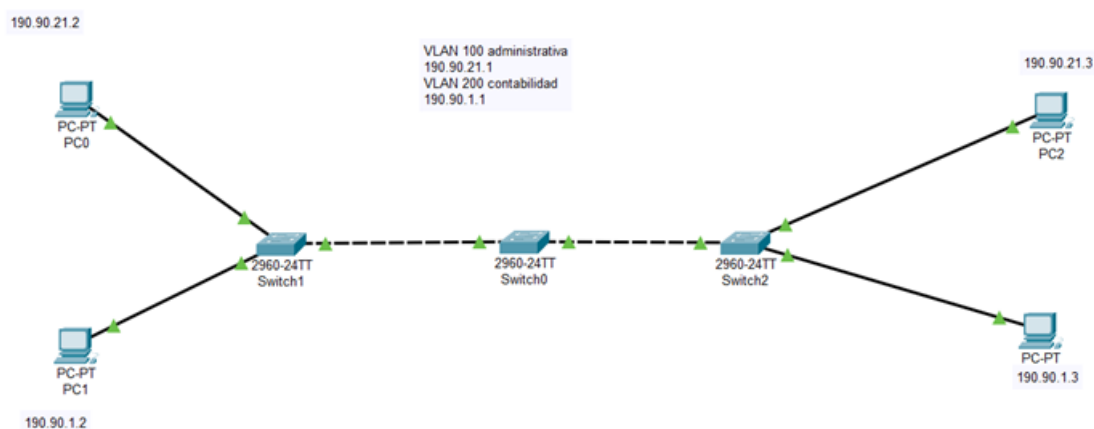 190.90.21.2
VLAN 100 administrativa
190.90.21.1
VLAN 200 contabilidad
190.90.1.1
190.90.21.3
PC-PT
PC0
PC-PT
PC2
2960-24TT
Switch1
2960-24TT
Switch0
2960-24TT
Switch2
PC-PT
PC1
190.90.1.2
PC-PT
190.90.1.3